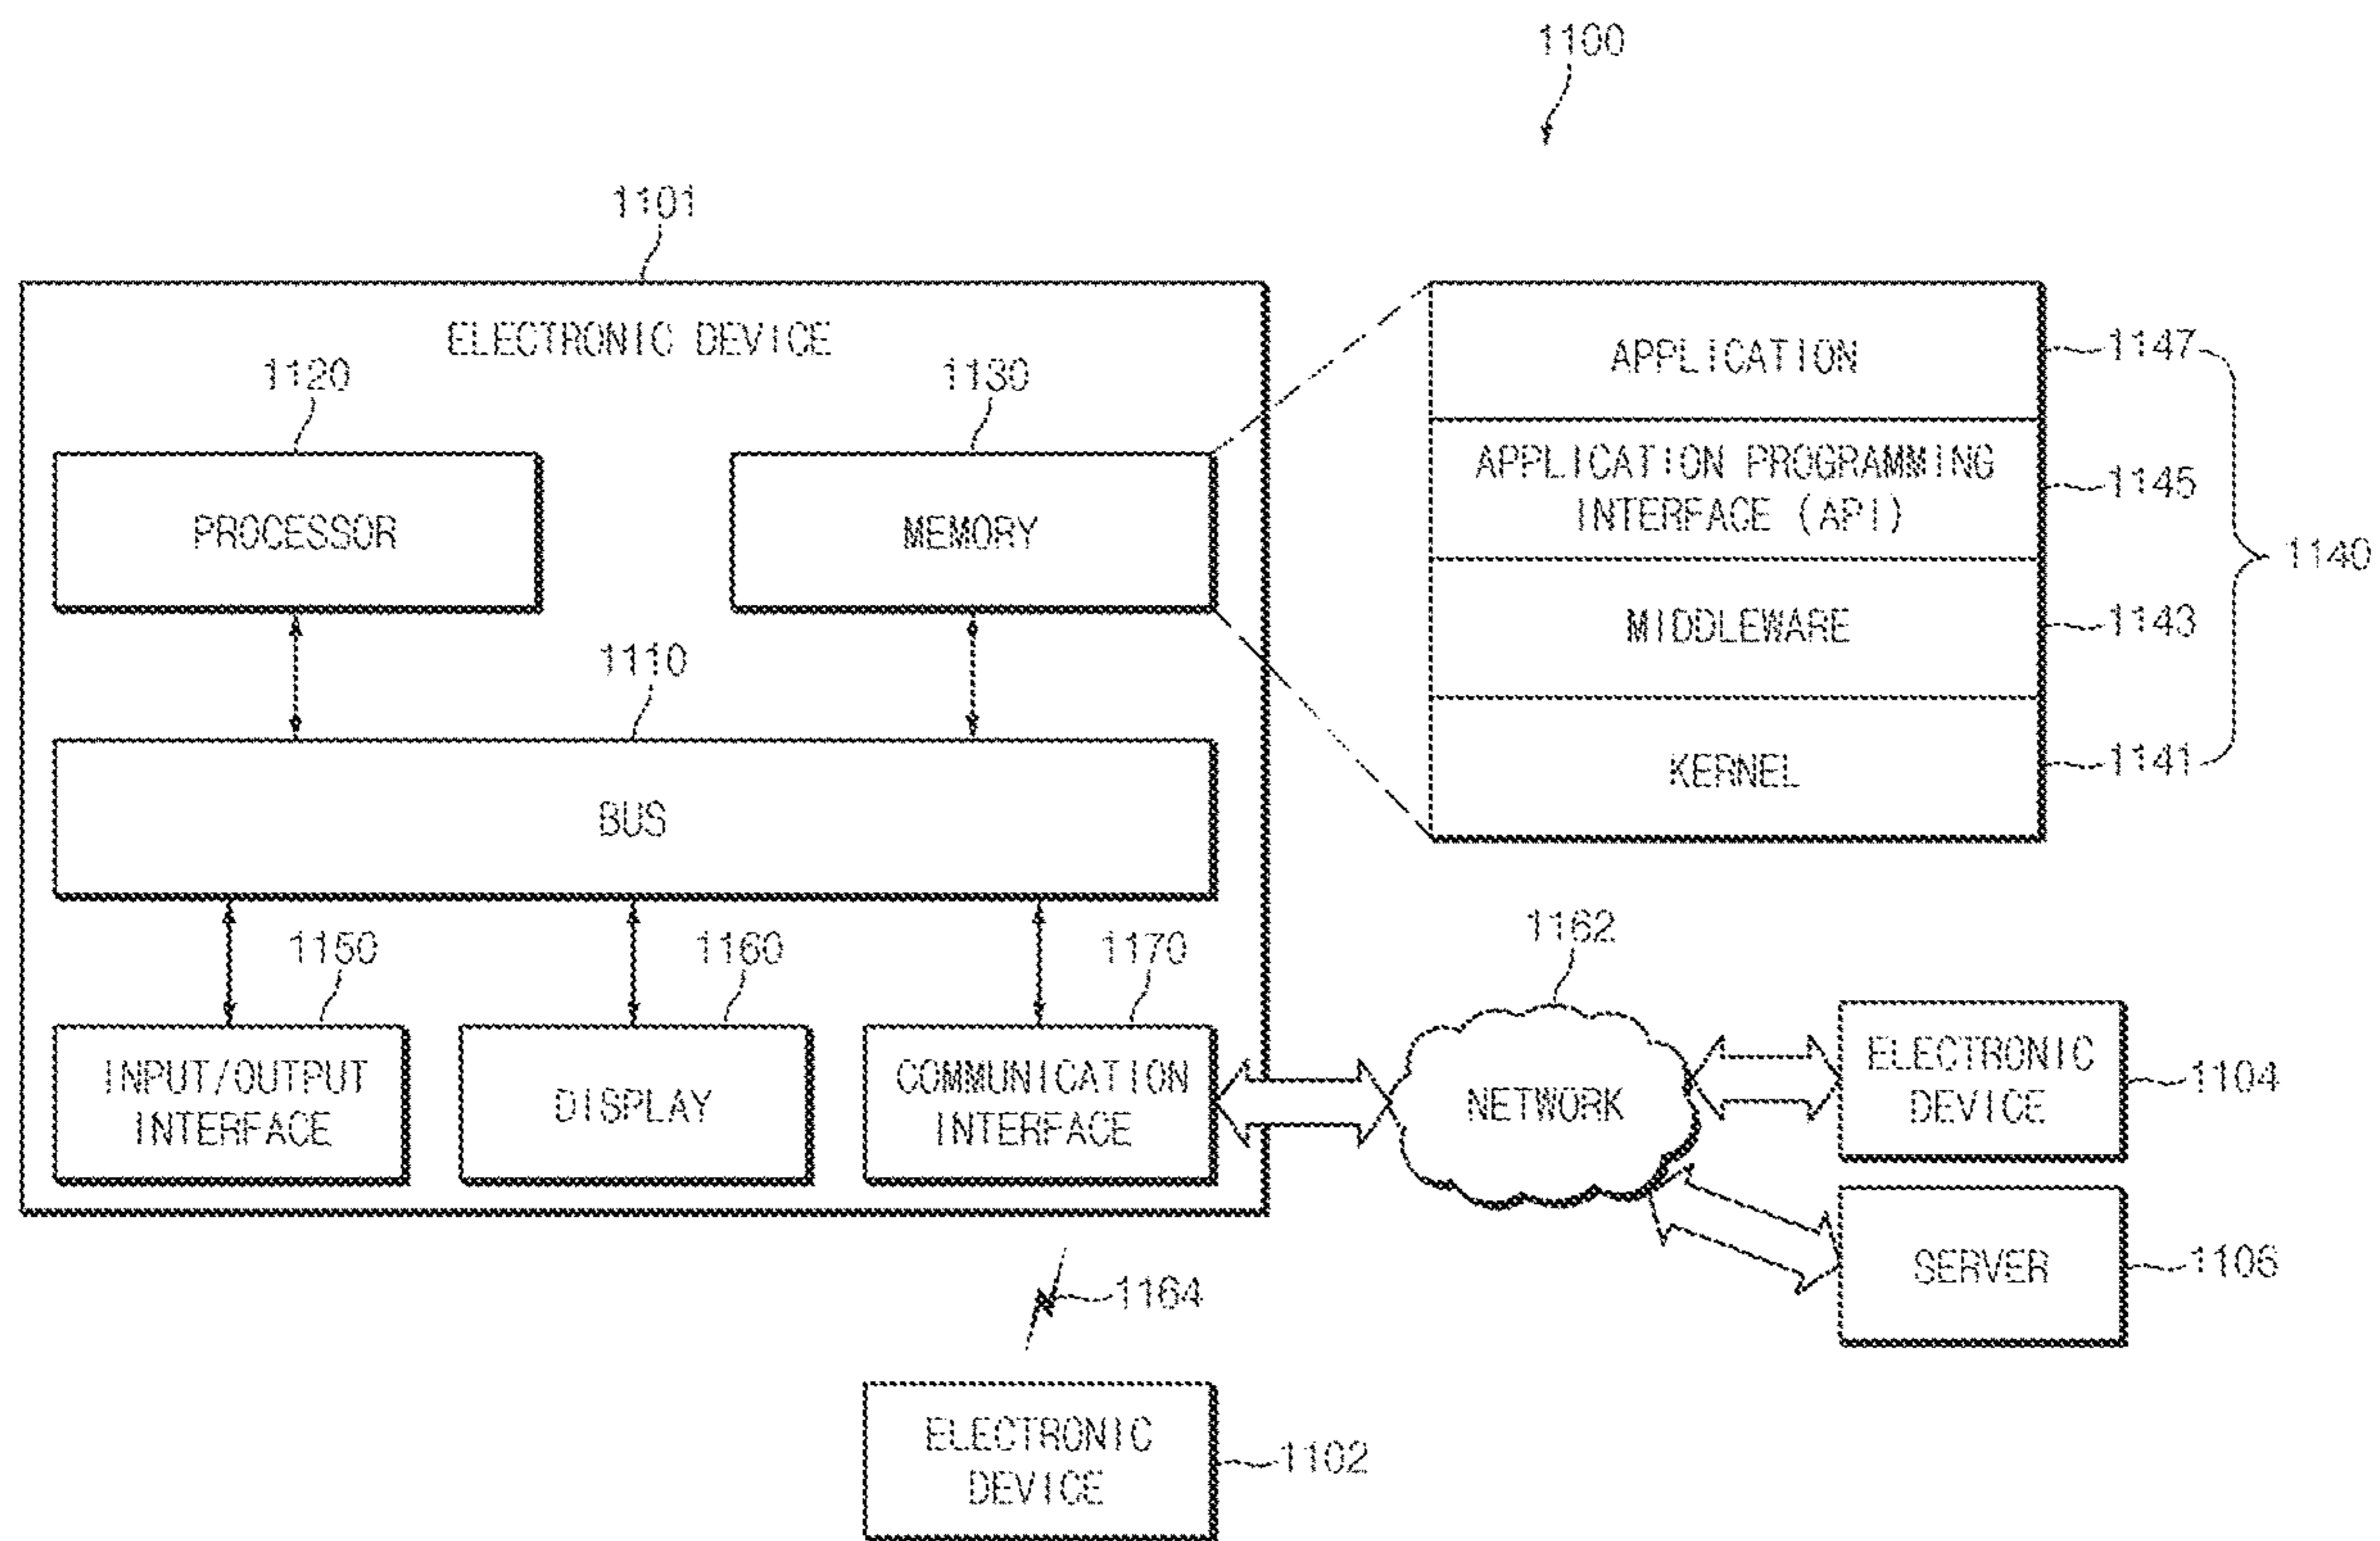 1100
1101
ELECTRONIC DEVICE
1120
1130
PROCESSOR
MEMORY
1110
BUS
1150
1160
1170
INPUT/OUTPUT
INTERFACE
DISPLAY
COMMUNICATION
INTERFACE
APPLICATION
1147
APPLICATION PROGRAMMING
INTERFACE (API)
1145
1140
MIDDLEWARE
1143
KERNEL
1141
1162
NETWORK
ELECTRONIC
DEVICE
1104
SERVER
1106
1164
ELECTRONIC
DEVICE
1102